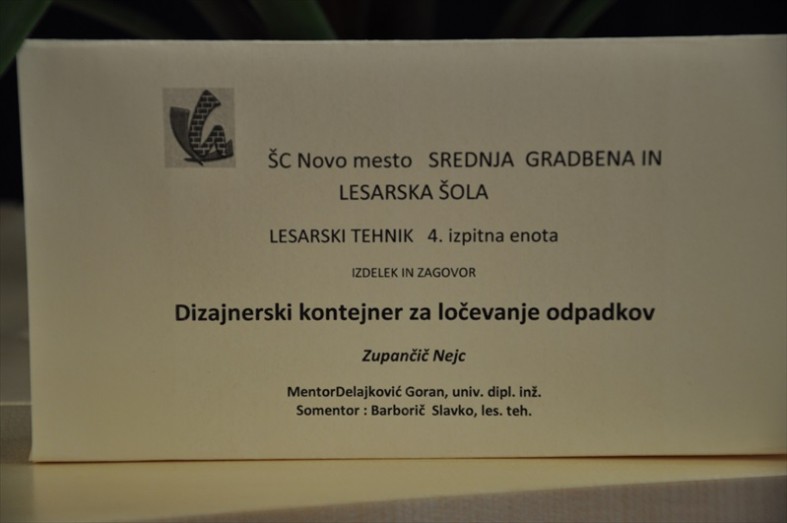 ŠC Novo mesto SREDNJA GRADBENA IN
LESARSKA ŠOLA
LESARSKI TEHNIK 4. izpitna enota
IZDELEK IN ZAGOVOR
Dizajnerski kontejner za ločevanje odpadkov
Zupančič Nejc
MentorDelajković Goran, univ. dipl. inž.
Somentor : Barborič Slavko, les. teh.